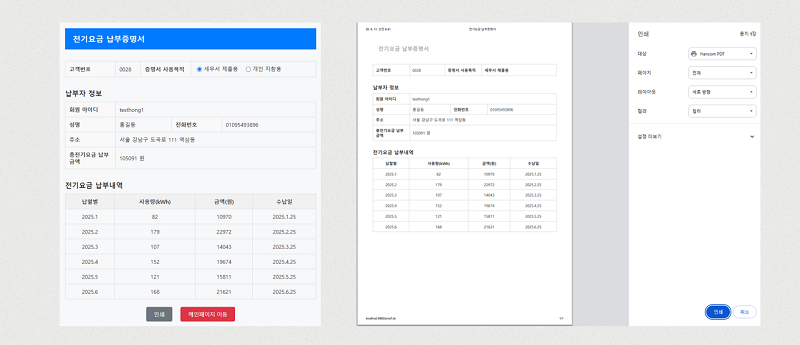 전기요금 납부증명서
고객번호 0028 증명서 사용목적 세무서 제출용 개인 지참용
납부자 정보
회원 아이디 testhong1
성명 홍길동 전화번호 01095493896
주소 서울 강남구 도곡로 111 역삼동
총전기요금 납부 금액 105091 원
전기요금 납부내역
납월별 사용량(kWh) 금액(원) 수납일
2025.1 82 10970 2025.1.25
2025.2 179 22972 2025.2.25
2025.3 107 14043 2025.3.25
2025.4 152 19674 2025.4.25
2025.5 121 15811 2025.5.25
2025.6 168 21621 2025.6.25
인쇄 메인페이지 이동
전기요금 납부증명서
전기요금 납부증명서
고객번호 0028 증명서 사용목적 세무서 제출용
납부자 정보
회원 아이디 testhong1
성명 홍길동 전화번호 01095493896
주소 서울 강남구 도곡로 111 역삼동
총전기요금 납부 금액 105091 원
전기요금 납부내역
납월별 사용량(kWh) 금액(원) 수납일
2025.1 82 10970 2025.1.25
2025.2 179 22972 2025.2.25
2025.3 107 14043 2025.3.25
2025.4 152 19674 2025.4.25
2025.5 121 15811 2025.5.25
2025.6 168 21621 2025.6.25
1/1
인쇄 용지 1장
대상 Hancom PDF
페이지 전체
레이아웃 세로 방향
컬러 컬러
설정 더보기
인쇄 취소